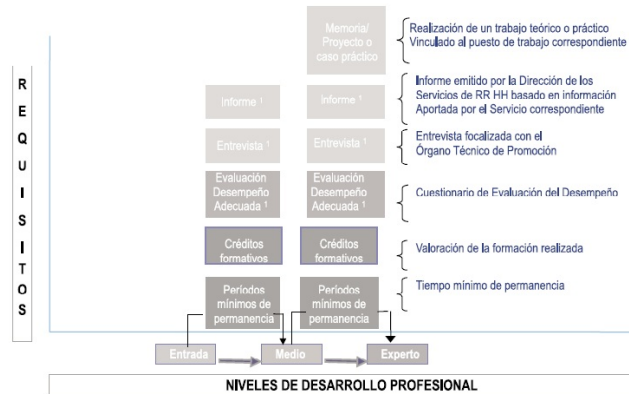 Memoria/
Proyecto o
caso práctico
Realización de un trabajo teórico o práctico
Vinculado al puesto de trabajo correspondiente
REQUISITOS
Informe ¹
Informe ¹
Informe emitido por la Dirección de los
Servicios de RR HH basado en información
Aportada por el Servicio correspondiente
Entrevista ¹
Entrevista ¹
Entrevista focalizada con el
Órgano Técnico de Promoción
Evaluación
Desempeño
Adecuada ¹
Evaluación
Desempeño
Adecuada ¹
Cuestionario de Evaluación del Desempeño
Créditos
formativos
Créditos
formativos
Valoración de la formación realizada
Períodos
mínimos de
permanencia
Períodos
mínimos de
permanencia
Tiempo mínimo de permanencia
Entrada
Medio
Experto
NIVELES DE DESARROLLO PROFESIONAL